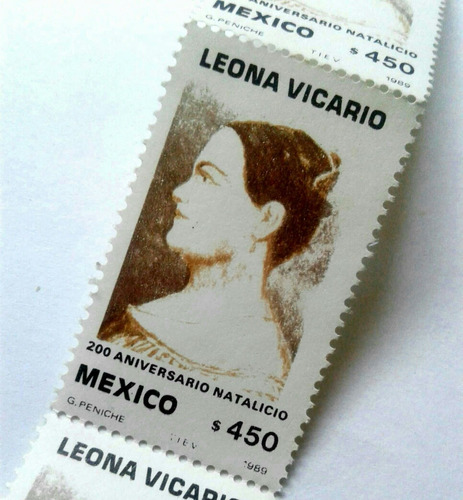 ANIVERSARIO NATALICIO
MEXICO $450
G. PENICHE T.I.E.V. 1989
LEONA VICARIO
200 ANIVERSARIO NATALICIO
MEXICO $450
G. PENICHE T.I.E.V. 1989
LEONA VICARIO